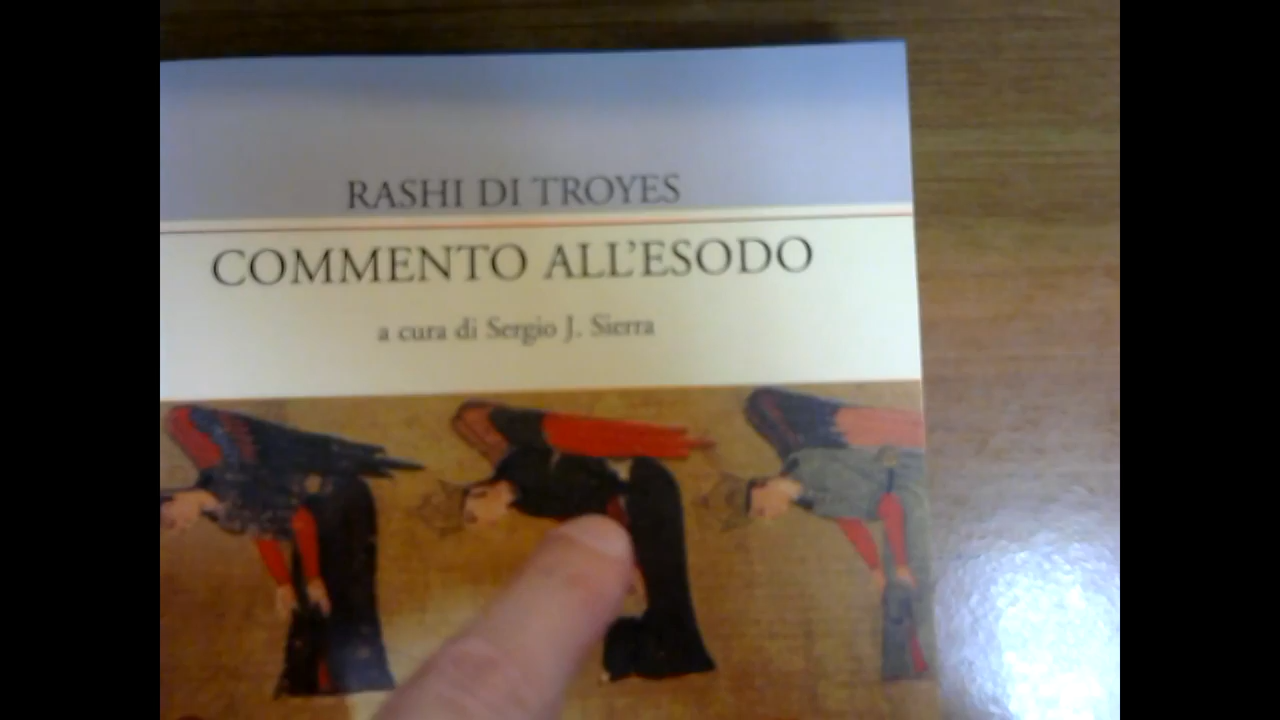 RASHI DI TROYES
COMMENTO ALL'ESODO
a cura di Sergio J. Sierra